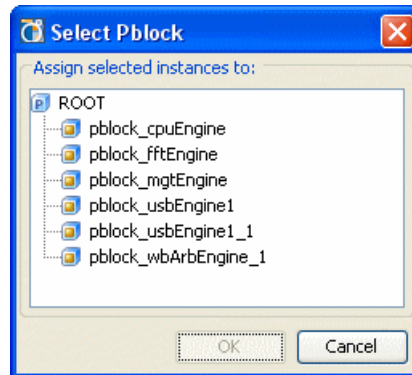 Select Pblock
Assign selected instances to:
P ROOT
pblock_cpuEngine
pblock_fftEngine
pblock_mgtEngine
pblock_usbEngine1
pblock_usbEngine1_1
pblock_wbArbEngine_1
OK Cancel